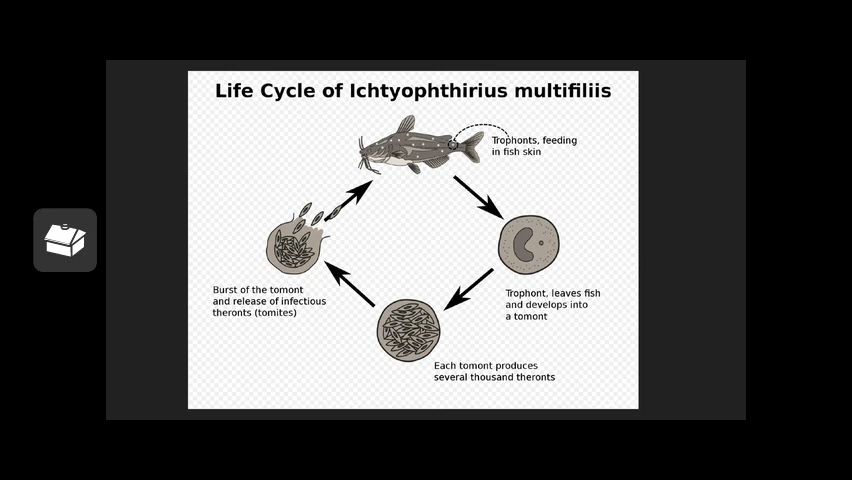 Life Cycle of Ichtyophthirius multifiliis
Trophonts, feeding
in fish skin
Trophont, leaves fish
and develops into
a tomont
Each tomont produces
several thousand theronts
Burst of the tomont
and release of infectious
theronts (tomites)